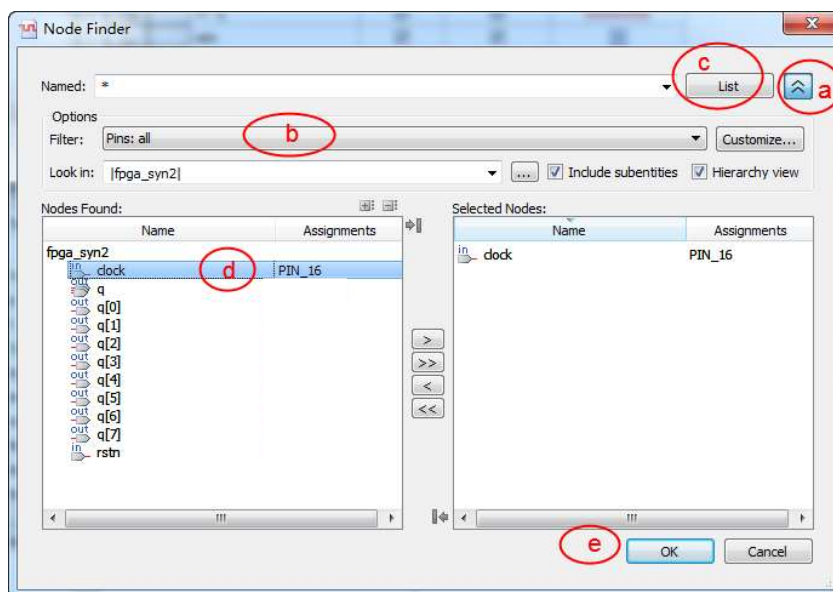 Node Finder
Named: * c List a
Options
Filter: Pins: all b Customize...
Look in: |fpga_syn2| ... Include subentities Hierarchy view
Nodes Found: Selected Nodes:
Name Assignments Name Assignments
fpga_syn2
in clock d PIN_16 in clock PIN_16
out q
out q[0]
out q[1]
out q[2]
out q[3]
out q[4]
out q[5]
out q[6]
out q[7]
in rstn
>
>>
<
<<
e OK Cancel